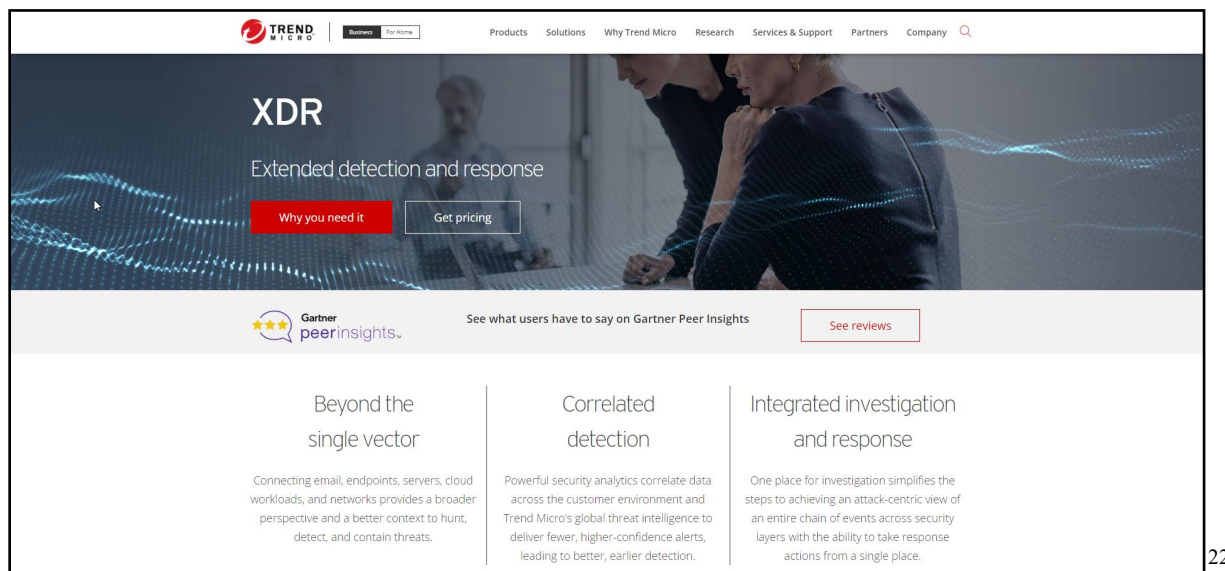 TREND
MICRO
Business For Home
Products Solutions Why Trend Micro Research Services & Support Partners Company
XDR
Extended detection and response
Why you need it Get pricing
Gartner
peerinsights™
See what users have to say on Gartner Peer Insights
See reviews
Beyond the
single vector
Connecting email, endpoints, servers, cloud
workloads, and networks provides a broader
perspective and a better context to hunt,
detect, and contain threats.
Correlated
detection
Powerful security analytics correlate data
across the customer environment and
Trend Micro's global threat intelligence to
deliver fewer, higher-confidence alerts,
leading to better, earlier detection.
Integrated investigation
and response
One place for investigation simplifies the
steps to achieving an attack-centric view of
an entire chain of events across security
layers with the ability to take response
actions from a single place.
22